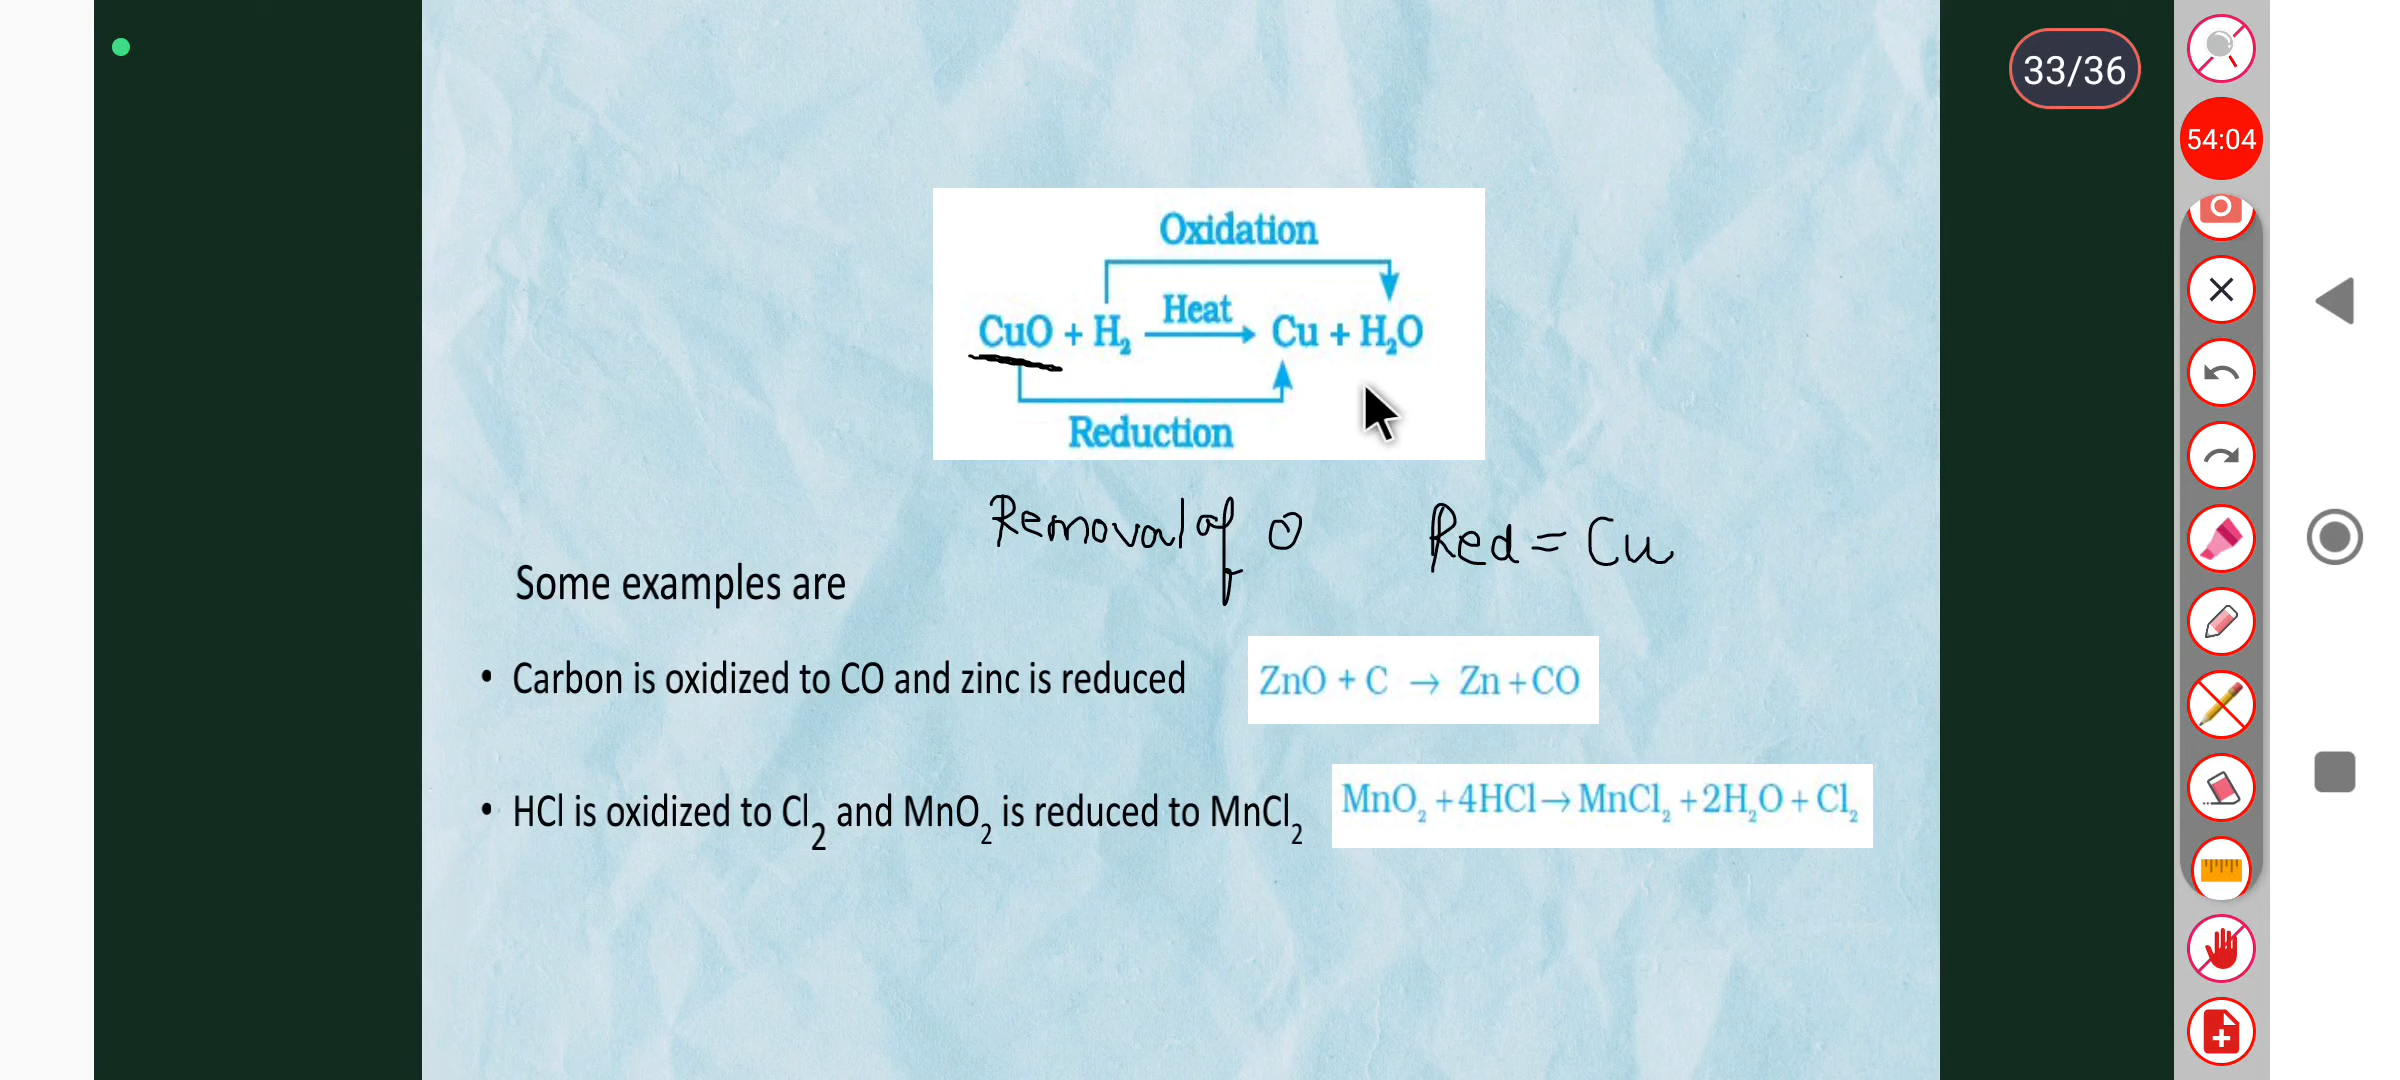 33/36
54:04
Oxidation
Heat
CuO + H₂ → Cu + H₂O
Reduction
Removal of O Red = Cu
Some examples are
• Carbon is oxidized to CO and zinc is reduced ZnO + C → Zn + CO
• HCl is oxidized to Cl₂ and MnO₂ is reduced to MnCl₂ MnO₂ + 4HCl → MnCl₂ + 2H₂O + Cl₂